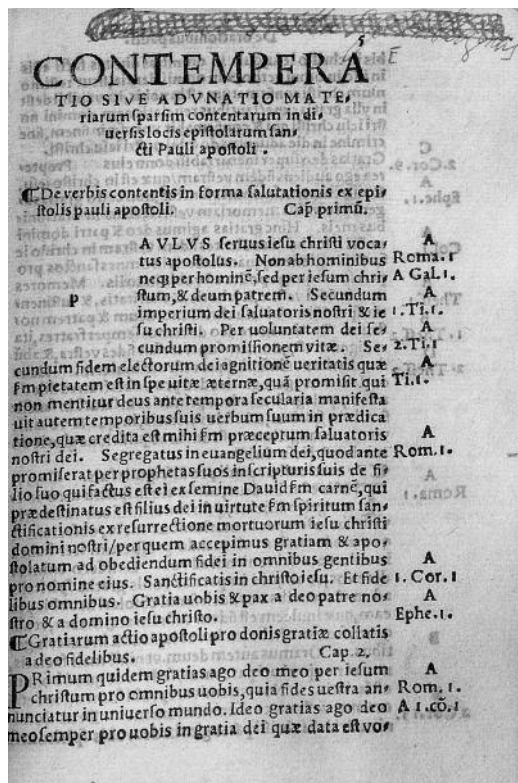 5 E
CONTEMPERA
TIO SIVE ADVNATIO MATE,
riarum sparsim contentarum in di,
uersis locis epistolarum san,
cti Pauli apostoli .
¶De verbis contentis in forma salutationis ex epi,
stolis pauli apostoli. Cap̃. primũ.
AVLVS seruus iesu christi voca, A
tus apostolus. Non ab hominibus Roma. 1
neq; per hominẽ, sed per iesum chri, A Gal. 1.
P stum, & deum patrem. Secundum A
imperium dei saluatoris nostri & ie 1. Ti. 1.
su christi. Per uoluntatem dei se, A
cundum promissionem vitæ. Se, 2. Ti 1
cundum fidem electorum dei agnitionẽ ueritatis quæ A
ſm pietatem est in spe uitæ æternæ, quã promisit qui Ti. 1.
non mentitur deus ante tempora secularia manifesta
uit autem temporibus suis uerbum suum in prædica
tione, quæ credita est mihi ſm præceptum saluatoris A
nostri dei. Segregatus in euangelium dei, quod ante Rom. 1.
promiserat per prophetas suos in scripturis suis de fi,
lio suo qui factus est ei ex semine Dauid ſm carnẽ, qui
prædestinatus est filius dei in uirtute ſm spiritum san,
ctificationis ex resurrectione mortuorum iesu christi
domini nostri/per quem accepimus gratiam & apo,
stolatum ad obediendum fidei in omnibus gentibus A
pro nomine eius. Sanctificatis in christo iesu. Et fide 1. Cor. 1
libus omnibus. Gratia uobis & pax a deo patre no, A
stro & a domino iesu christo. Ephe. 1.
¶Gratiarum actio apostoli pro donis gratiæ collatis
a deo fidelibus. Cap. 2.
PRimum quidem gratias ago deo meo per iesum A
christum pro omnibus uobis, quia fides uestra an, Rom. 1.
nunciatur in uniuerso mundo. Ideo gratias ago deo A 1. cõ. 1
meo semper pro uobis in gratia dei quæ data est vo,